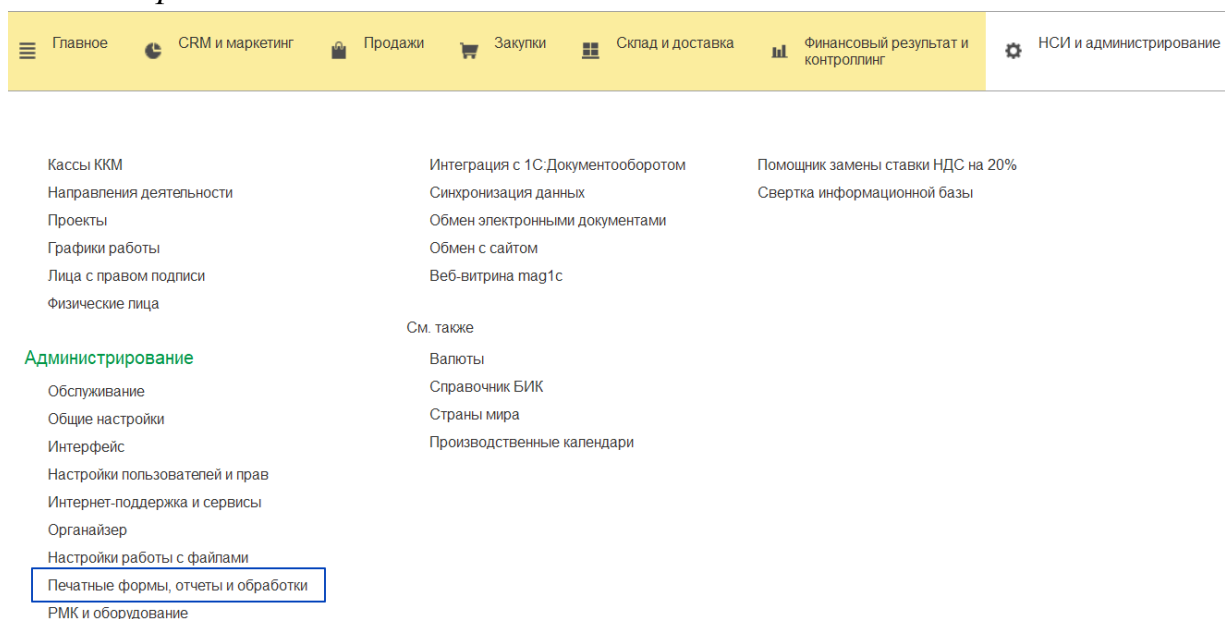 Главное
CRM и маркетинг
Продажи
Закупки
Склад и доставка
Финансовый результат и
контроллинг
НСИ и администрирование
Кассы ККМ
Направления деятельности
Проекты
Графики работы
Лица с правом подписи
Физические лица
Администрирование
Обслуживание
Общие настройки
Интерфейс
Настройки пользователей и прав
Интернет-поддержка и сервисы
Органайзер
Настройки работы с файлами
Печатные формы, отчеты и обработки
РМК и оборудование
Интеграция с 1С:Документооборотом
Синхронизация данных
Обмен электронными документами
Обмен с сайтом
Веб-витрина mag1c
См. также
Валюты
Справочник БИК
Страны мира
Производственные календари
Помощник замены ставки НДС на 20%
Свертка информационной базы